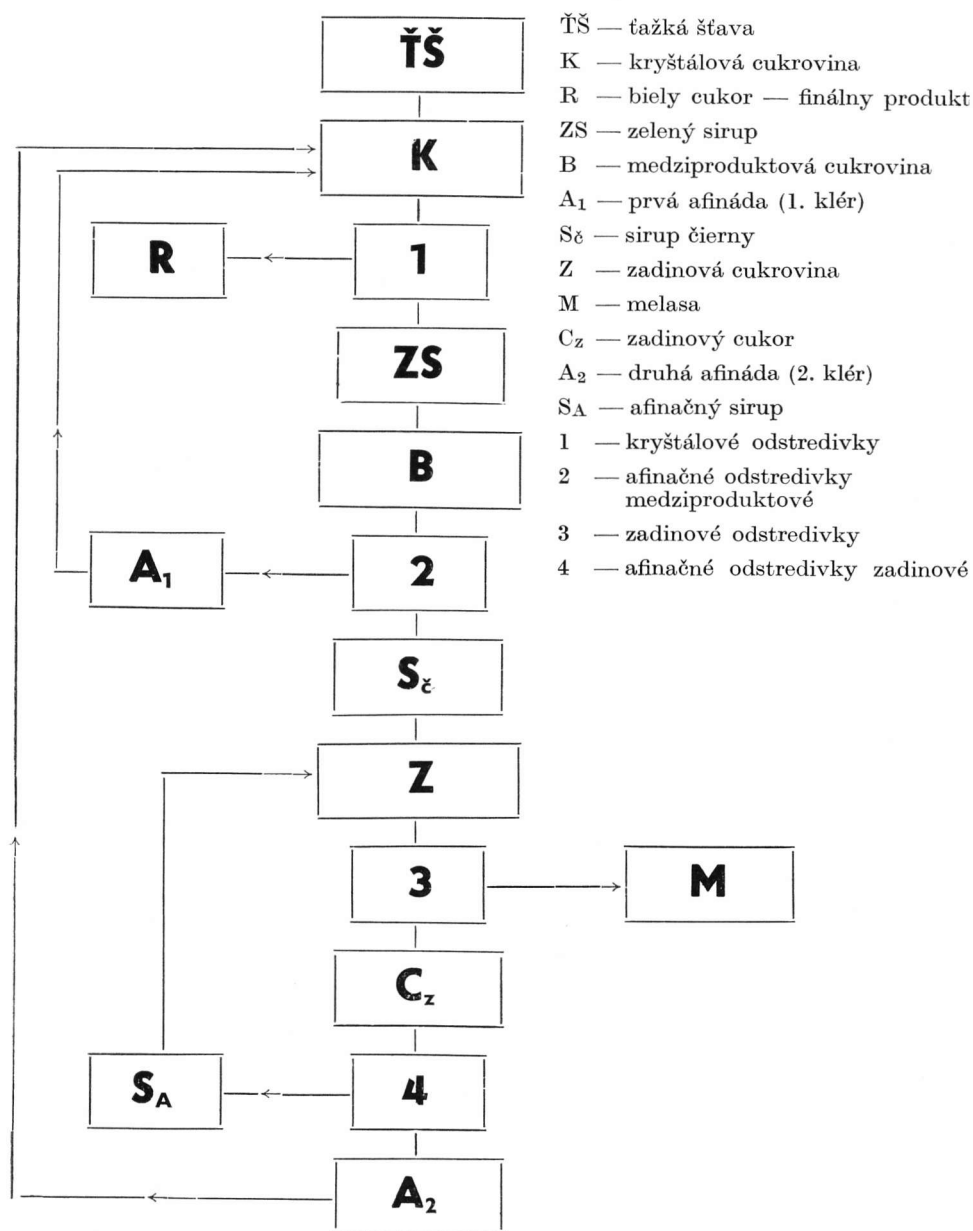 ŤŠ
K
R
1
ZS
B
A₁
2
Sč
Z
3
M
Cz
SA
4
A₂
ŤŠ — ťažká šťava
K — kryštálová cukrovina
R — biely cukor — finálny produkt
ZS — zelený sirup
B — medziproduktová cukrovina
A₁ — prvá afináda (1. klér)
Sč — sirup čierny
Z — zadinová cukrovina
M — melasa
Cz — zadinový cukor
A₂ — druhá afináda (2. klér)
SA — afinačný sirup
1 — kryštálové odstredivky
2 — afinačné odstredivky
medziproduktové
3 — zadinové odstredivky
4 — afinačné odstredivky zadinové